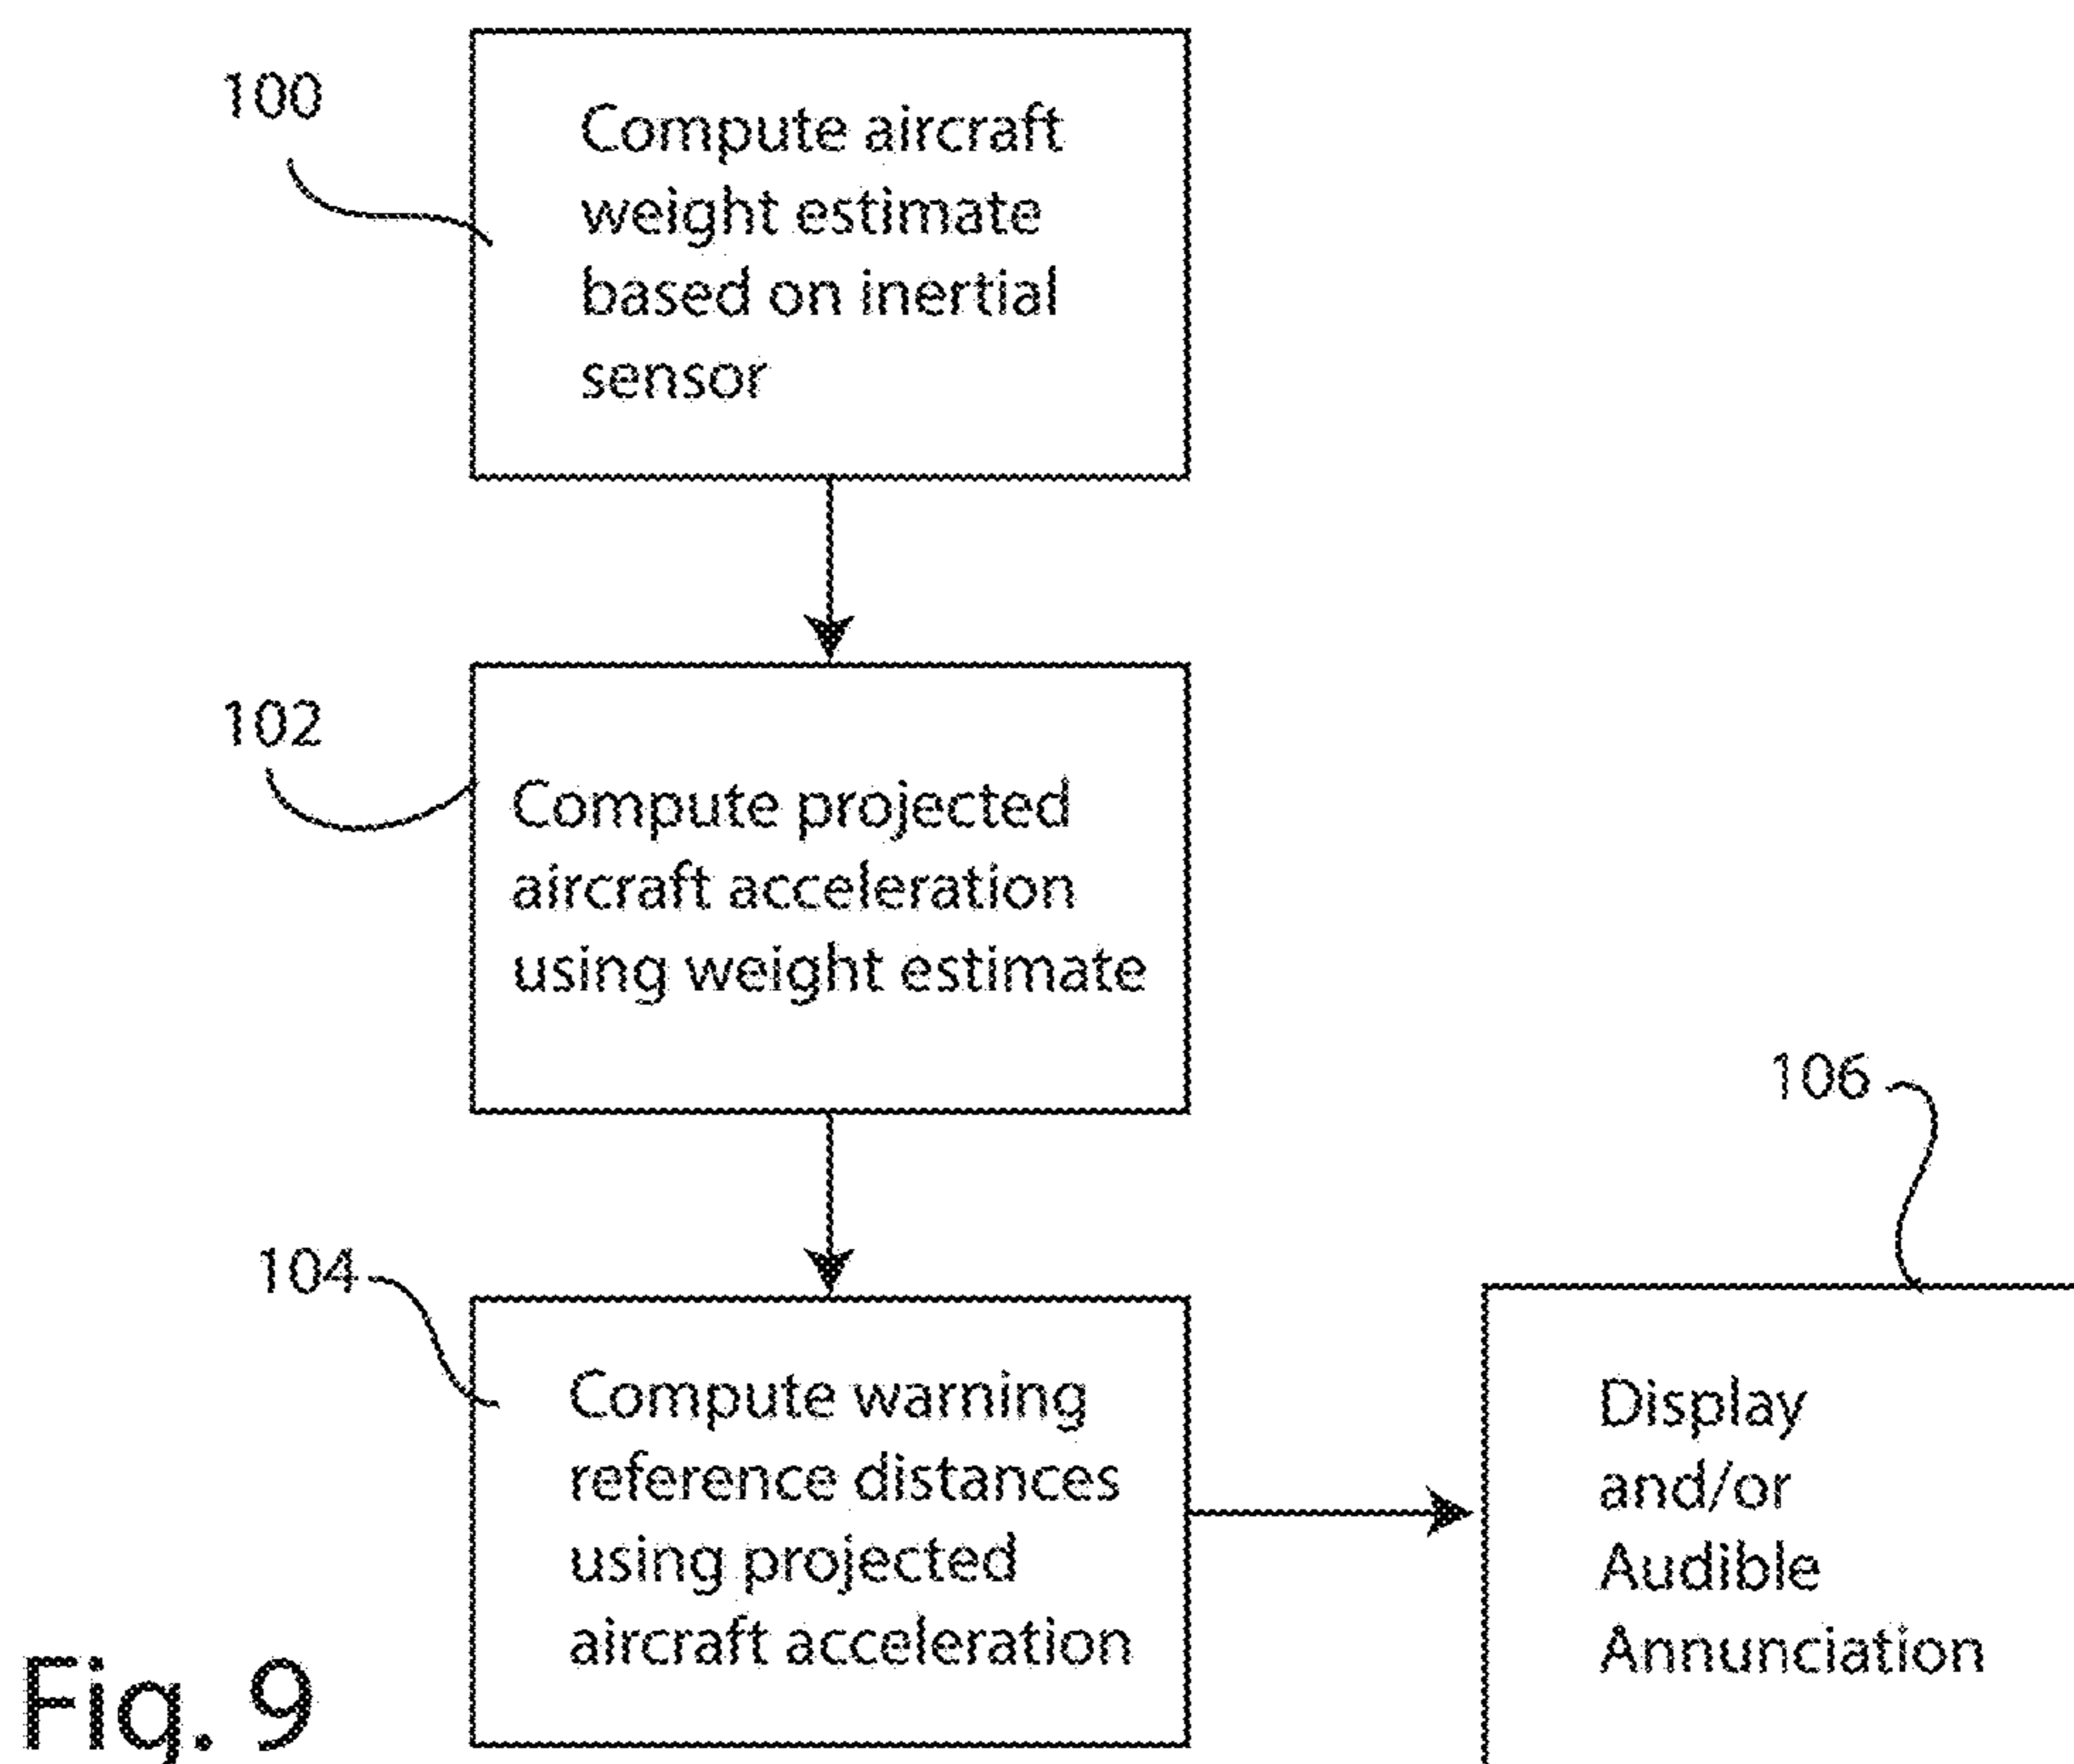 100
Compute aircraft
weight estimate
based on inertial
sensor
102
Compute projected
aircraft acceleration
using weight estimate
106
104
Compute warning
reference distances
using projected
aircraft acceleration
Display
and/or
Audible
Annunciation
Fig. 9